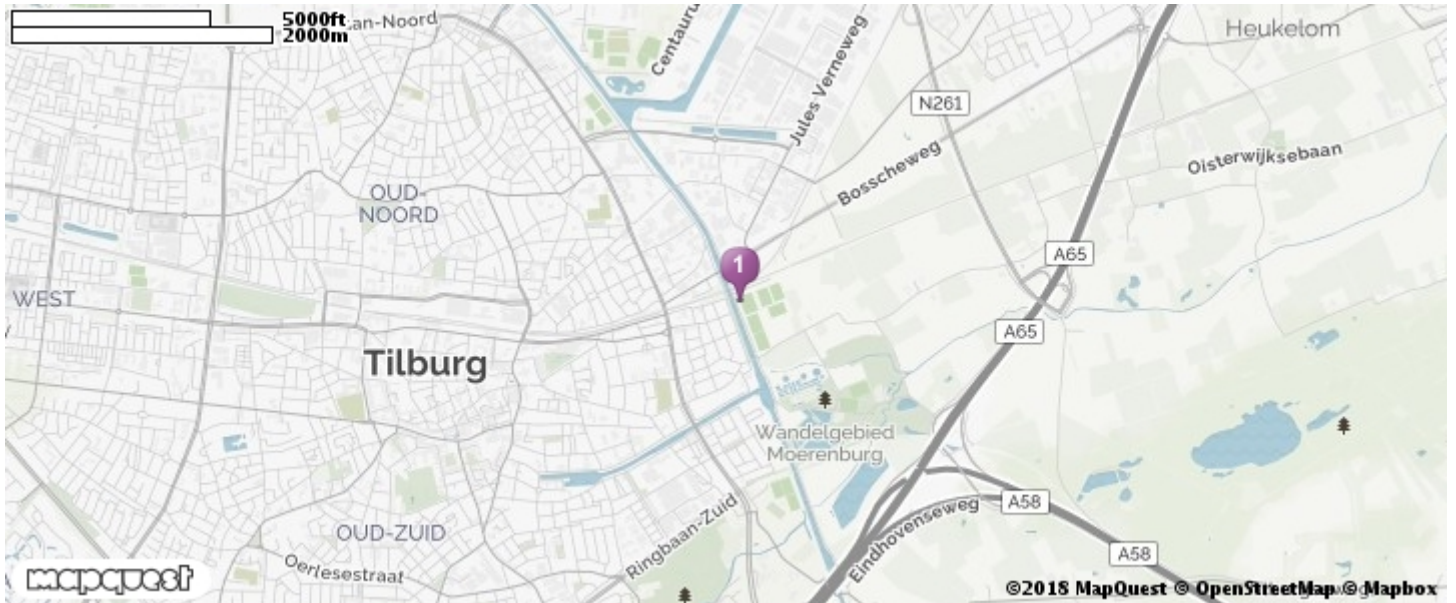 5000ft
2000m
an-Noord
Centauru
Jules Verneweg
Heukelom
N261
Bosscheweg
Oisterwijksebaan
OUD-
NOORD
1
A65
WEST
A65
Tilburg
Wandelgebied
Moerenburg
A58
Eindhovenseweg
Ringbaan-Zuid
OUD-ZUID
A58
Oerlesestraat
mapquest
©2018 MapQuest © OpenStreetMap © Mapbox